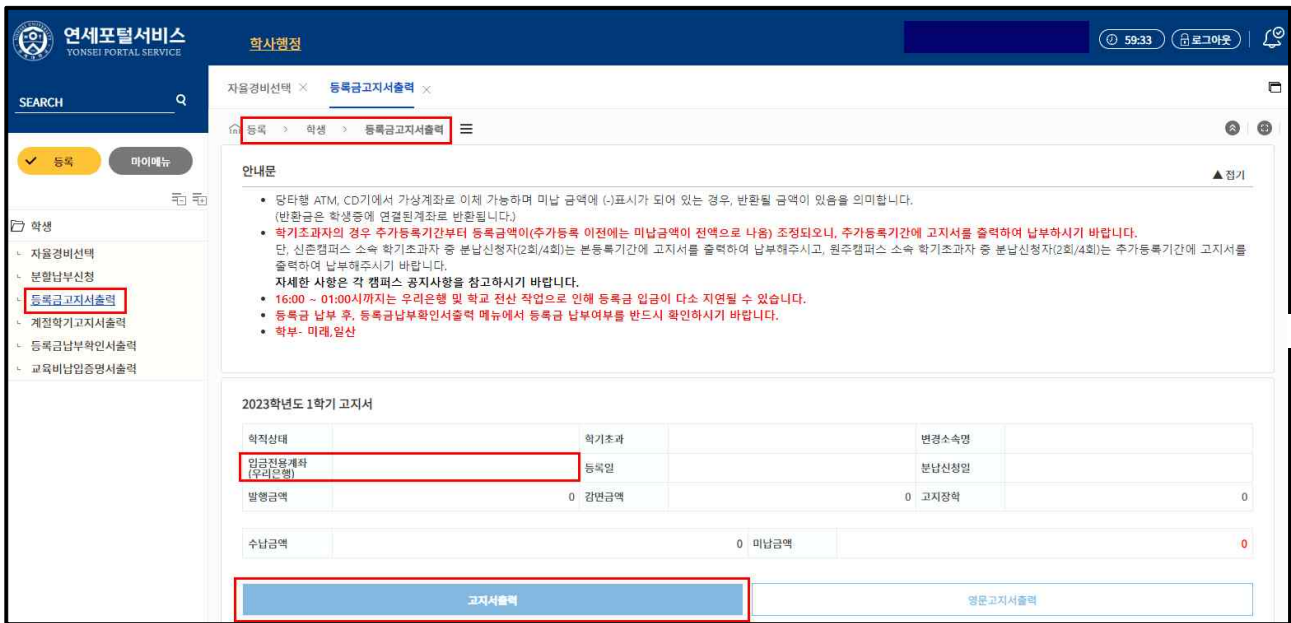 연세포털서비스
YONSEI PORTAL SERVICE
학사행정
59:33
로그아웃
SEARCH
자율경비선택
등록금고지서출력
등록 > 학생 > 등록금고지서출력
등록
마이메뉴
학생
자율경비선택
분할납부신청
등록금고지서출력
계절학기고지서출력
등록금납부확인서출력
교육비납입증명서출력
안내문
▲접기
• 당타행 ATM, CD기에서 가상계좌로 이체 가능하며 미납 금액에 (-)표시가 되어 있는 경우, 반환될 금액이 있음을 의미합니다.
(반환금은 학생증에 연결된계좌로 반환됩니다.)
• 학기초과자의 경우 추가등록기간부터 등록금액이(추가등록 이전에는 미납금액이 전액으로 나옴) 조정되오니, 추가등록기간에 고지서를 출력하여 납부하시기 바랍니다.
단, 신촌캠퍼스 소속 학기초과자 중 분납신청자(2회/4회)는 본등록기간에 고지서를 출력하여 납부해주시고, 원주캠퍼스 소속 학기초과자 중 분납신청자(2회/4회)는 추가등록기간에 고지서를
출력하여 납부해주시기 바랍니다.
자세한 사항은 각 캠퍼스 공지사항을 참고하시기 바랍니다.
• 16:00 ~ 01:00시까지는 우리은행 및 학교 전산 작업으로 인해 등록금 입금이 다소 지연될 수 있습니다.
• 등록금 납부 후, 등록금납부확인서출력 메뉴에서 등록금 납부여부를 반드시 확인하시기 바랍니다.
• 학부- 미래,일산
2023학년도 1학기 고지서
학적상태 학기초과 변경소속명
입금전용계좌
(우리은행)
등록일 분납신청일
발행금액 0 감면금액 0 고지장학 0
수납금액 0 미납금액 0
고지서출력
영문고지서출력